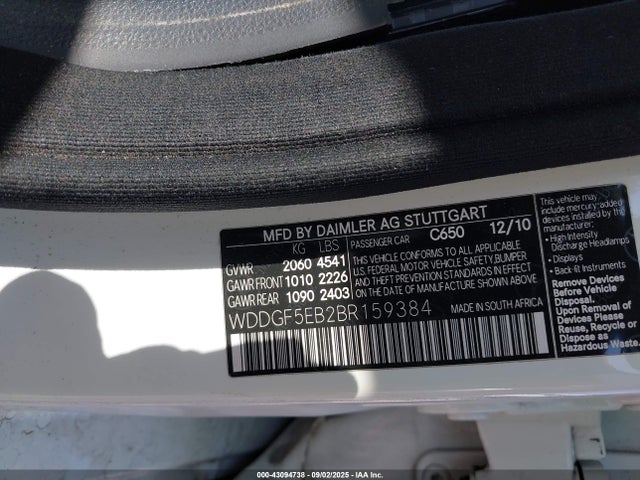 MFD BY DAIMLER AG STUTTGART
KG LBS
GVWR 2060 4541
GAWR FRONT 1010 2226
GAWR REAR 1090 2403
PASSENGER CAR C650 12/10
THIS VEHICLE CONFORMS TO ALL APPLICABLE
U.S. FEDERAL MOTOR VEHICLE SAFETY, BUMPER
AND THEFT PREVENTION STANDARDS IN EFFECT
ON THE DATE OF MANUFACTURE SHOWN ABOVE.
WDDGF5EB2BR159384
MADE IN SOUTH AFRICA
This vehicle may
include mercury-added
devices installed by the
manufacturer:
• High Intensity
Discharge Headlamps
• Displays
• Back-lit Instruments
Remove Devices
Before Vehicle
Disposal.
Upon Removal of
Devices Please
Reuse, Recycle or
Dispose as
Hazardous Waste.
000-43094738 - 09/02/2025 - IAA Corp.